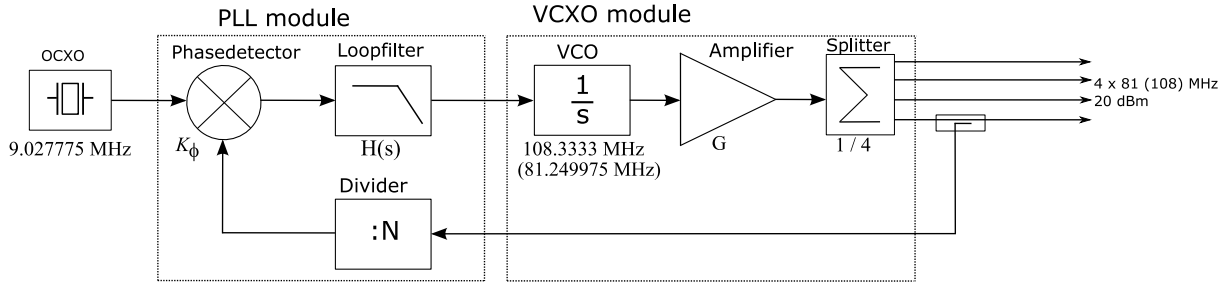 PLL module
VCXO module
OCXO
Phasedetector
Loopfilter
VCO
Amplifier
Splitter
1
s
4 x 81 (108) MHz
20 dBm
9.027775 MHz
Kϕ
H(s)
108.3333 MHz
(81.249975 MHz)
G
1 / 4
Divider
:N